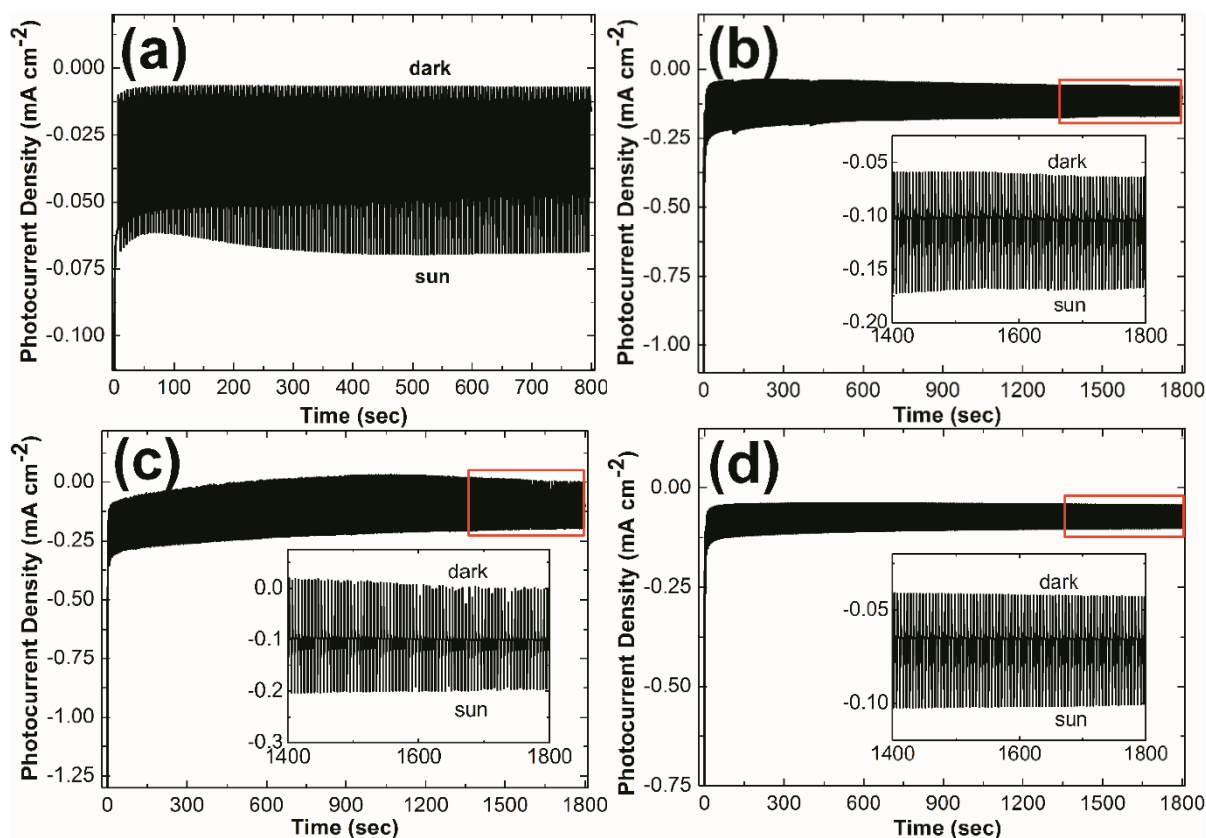 (a)
Photocurrent Density (mA cm-2)
0.000
-0.025
-0.050
-0.075
-0.100
dark
sun
0 100 200 300 400 500 600 700 800
Time (sec)
(b)
Photocurrent Density (mA cm-2)
0.00
-0.25
-0.50
-0.75
-1.00
-0.05
-0.10
-0.15
-0.20
dark
sun
1400 1600 1800
0 300 600 900 1200 1500 1800
Time (sec)
(c)
Photocurrent Density (mA cm-2)
0.00
-0.25
-0.50
-0.75
-1.00
-1.25
0.0
-0.1
-0.2
-0.3
dark
sun
1400 1600 1800
0 300 600 900 1200 1500 1800
Time (sec)
(d)
Photocurrent Density (mA cm-2)
0.00
-0.25
-0.50
-0.75
-0.05
-0.10
dark
sun
1400 1600 1800
0 300 600 900 1200 1500 1800
Time (sec)